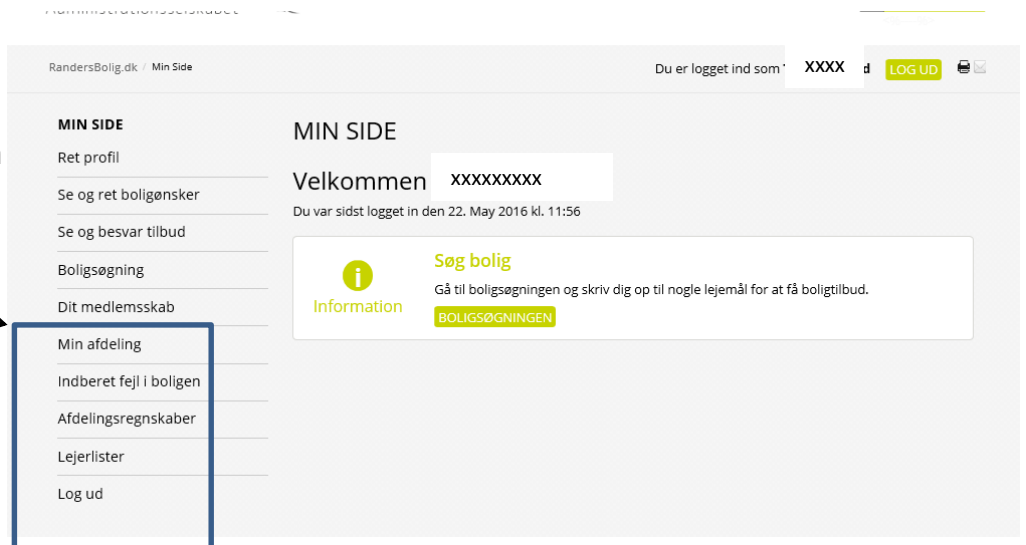 RandersBolig.dk / Min Side
Du er logget ind som XXXX d LOG UD
MIN SIDE
Ret profil
Se og ret boligønsker
Se og besvar tilbud
Boligsøgning
Dit medlemsskab
Min afdeling
Indberet fejl i boligen
Afdelingsregnskaber
Lejerlister
Log ud
MIN SIDE
Velkommen XXXXXXXXX
Du var sidst logget in den 22. May 2016 kl. 11:56
Information
Søg bolig
Gå til boligsøgningen og skriv dig op til nogle lejemål for at få boligtilbud.
BOLIGSØGNINGEN